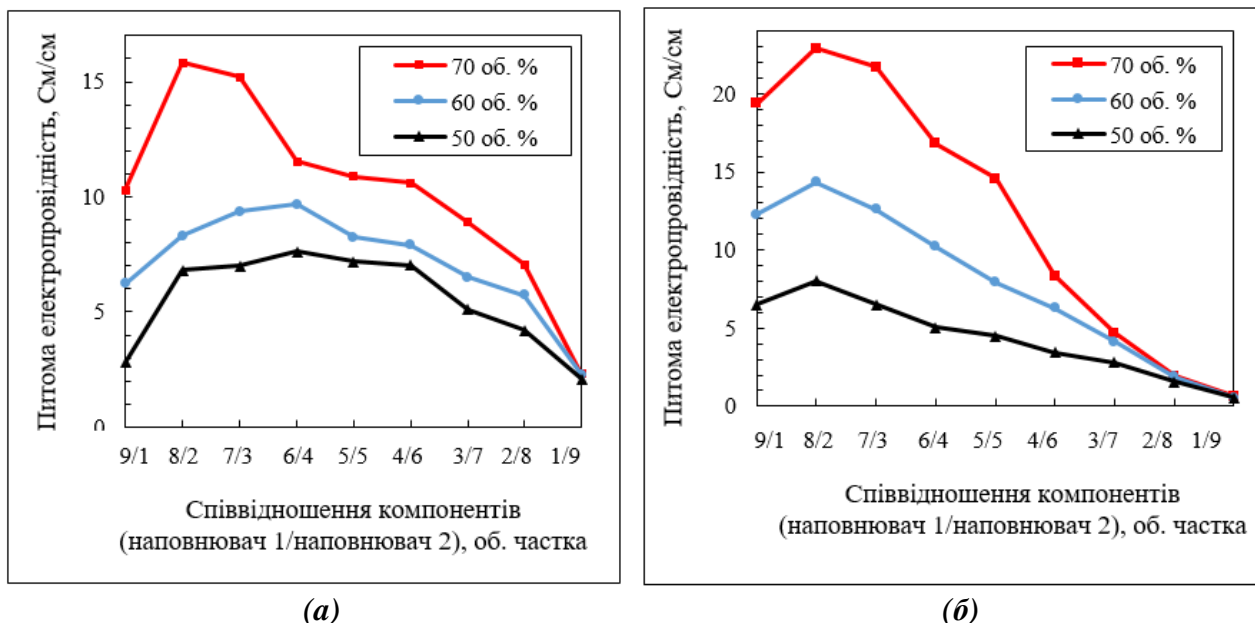 Питома електропровідність, См/см
15
10
5
0
70 об. %
60 об. %
50 об. %
9/1 8/2 7/3 6/4 5/5 4/6 3/7 2/8 1/9
Співвідношення компонентів
(наповнювач 1/наповнювач 2), об. частка
(а)
Питома електропровідність, См/см
20
15
10
5
0
70 об. %
60 об. %
50 об. %
9/1 8/2 7/3 6/4 5/5 4/6 3/7 2/8 1/9
Співвідношення компонентів
(наповнювач 1/наповнювач 2), об. частка
(б)